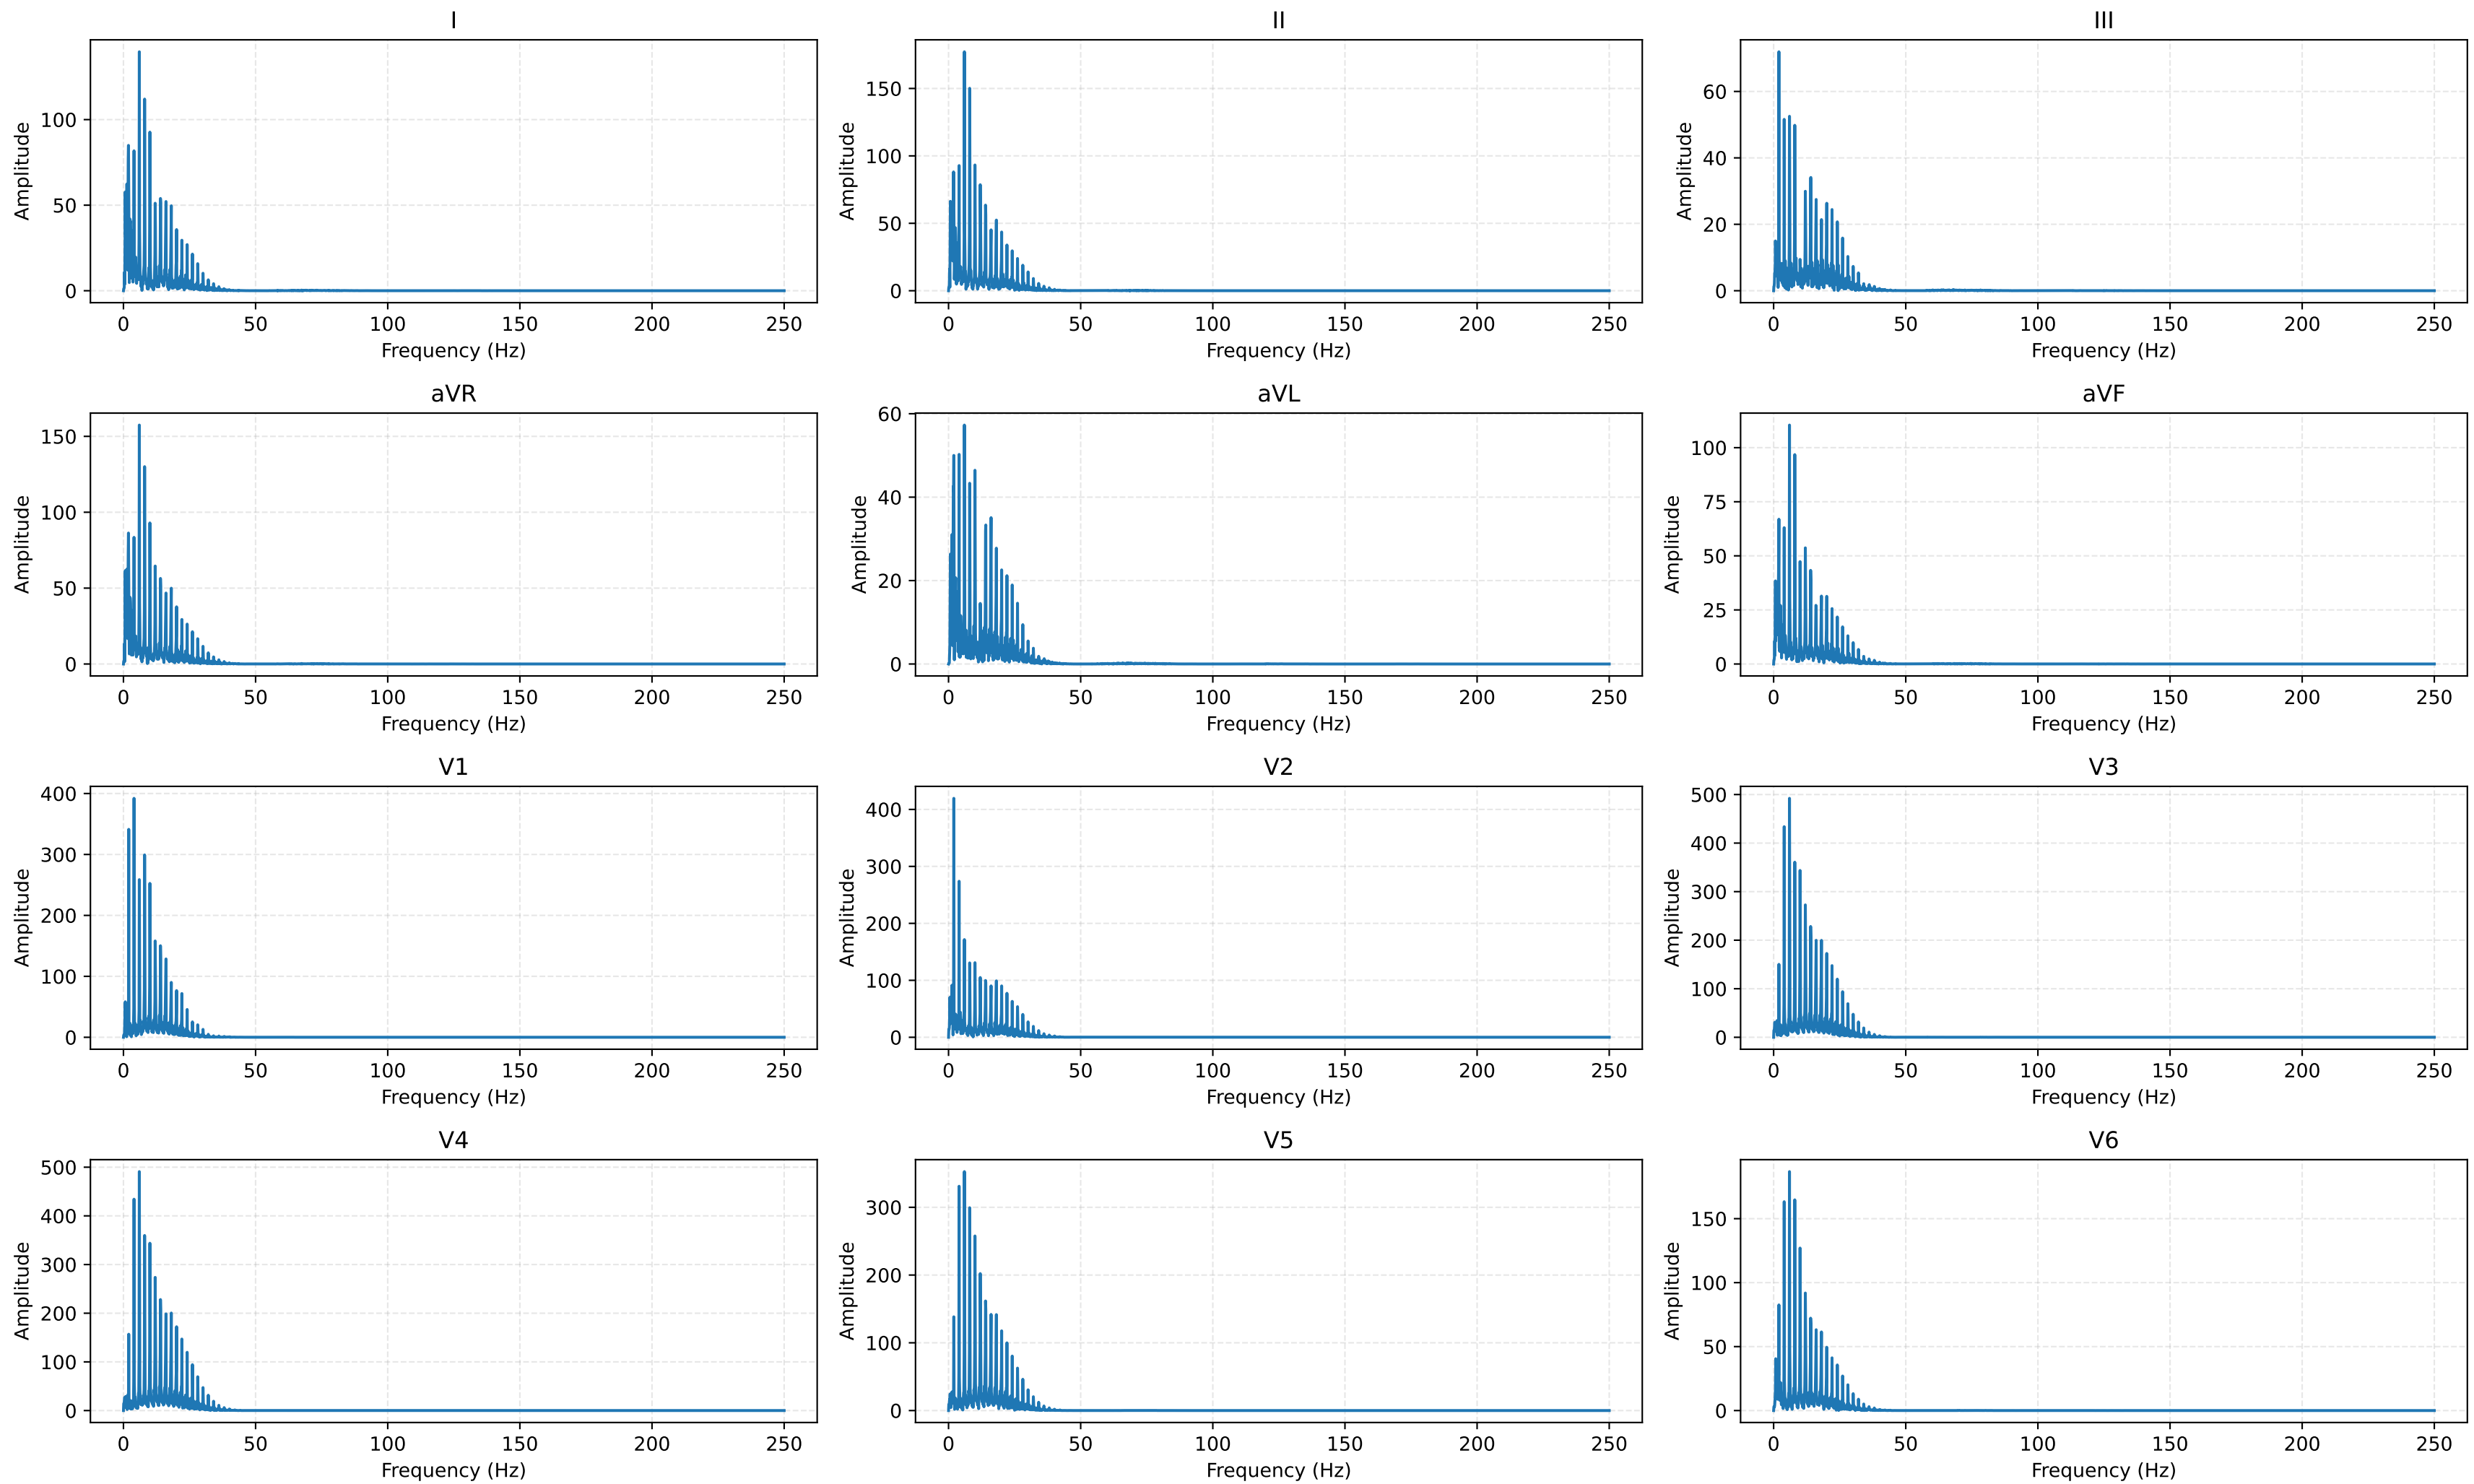 I II III
Amplitude 100 50 0 Amplitude 150 100 50 0 Amplitude 60 40 20 0
0 50 100 150 200 250 0 50 100 150 200 250 0 50 100 150 200 250
Frequency (Hz) Frequency (Hz) Frequency (Hz)
aVR aVL aVF
Amplitude 150 100 50 0 Amplitude 60 40 20 0 Amplitude 100 75 50 25 0
0 50 100 150 200 250 0 50 100 150 200 250 0 50 100 150 200 250
Frequency (Hz) Frequency (Hz) Frequency (Hz)
V1 V2 V3
Amplitude 400 300 200 100 0 Amplitude 400 300 200 100 0 Amplitude 500 400 300 200 100 0
0 50 100 150 200 250 0 50 100 150 200 250 0 50 100 150 200 250
Frequency (Hz) Frequency (Hz) Frequency (Hz)
V4 V5 V6
Amplitude 500 400 300 200 100 0 Amplitude 300 200 100 0 Amplitude 150 100 50 0
0 50 100 150 200 250 0 50 100 150 200 250 0 50 100 150 200 250
Frequency (Hz) Frequency (Hz) Frequency (Hz)